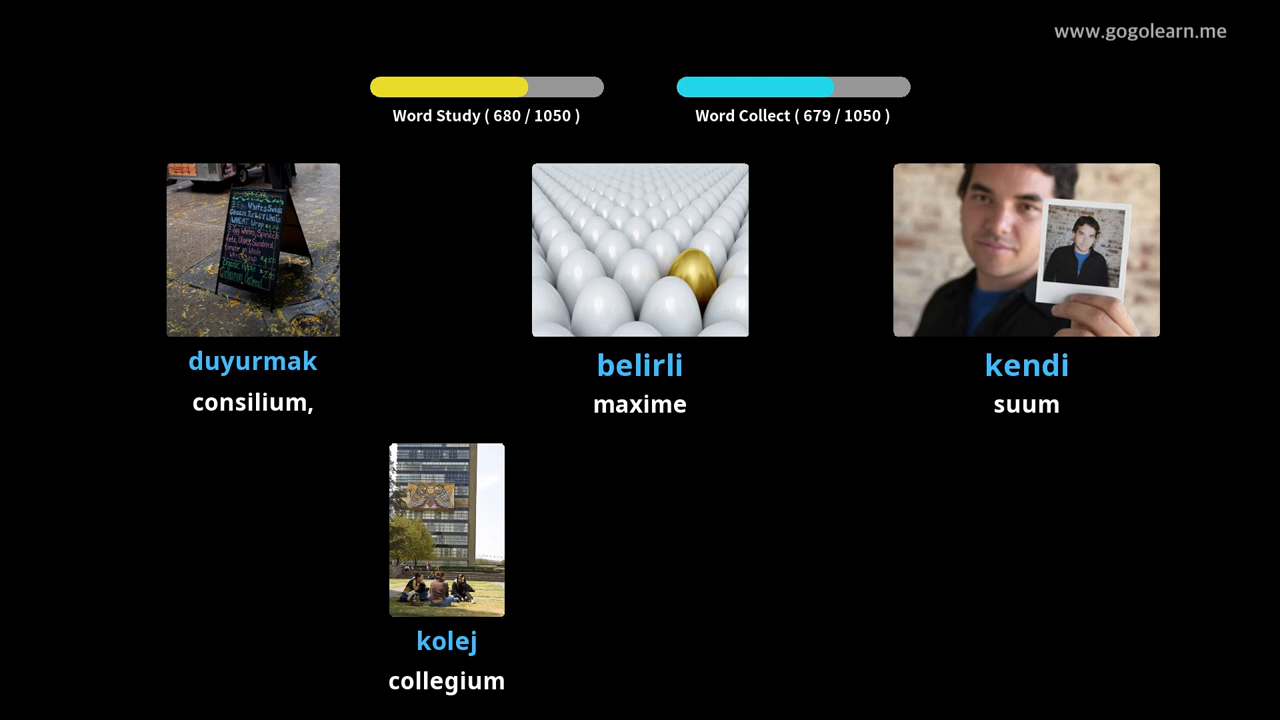 www.gogolearn.me
Word Study ( 680 / 1050 )
Word Collect ( 679 / 1050 )
duyurmak
consilium,
belirli
maxime
kendi
suum
kolej
collegium